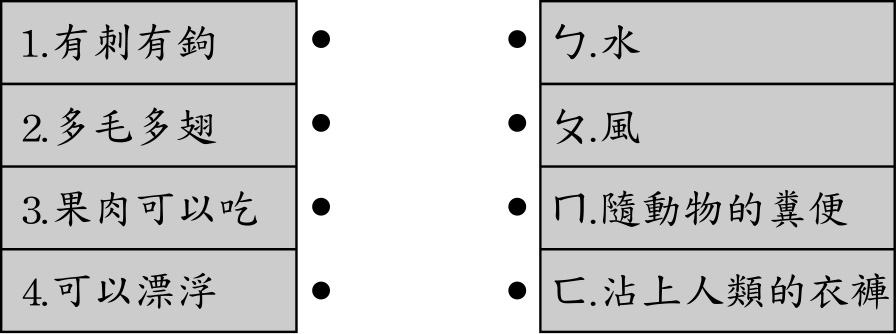 1.有刺有鉤
ㄅ.水
2.多毛多翅
ㄆ.風
3.果肉可以吃
ㄇ.隨動物的糞便
4.可以漂浮
ㄈ.沾上人類的衣褲